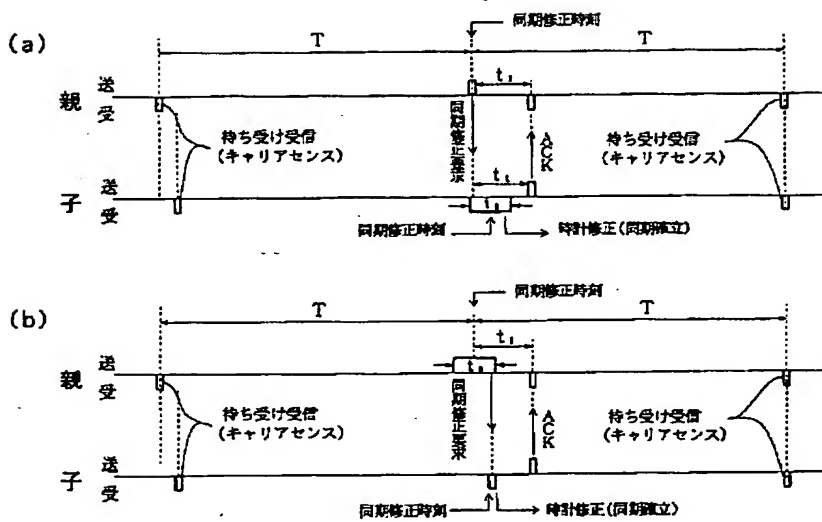 (a)
同期修正時刻
T T
t₁
親 送
受
待ち受け受信
(キャリアセンス)
同期修正要求
ACK
待ち受け受信
(キャリアセンス)
t₁
子 送
受
同期修正時刻 時計修正(同期確立)
(b)
同期修正時刻
T T
t₁
親 送
受
待ち受け受信
(キャリアセンス)
同期修正要求
ACK
待ち受け受信
(キャリアセンス)
子 送
受
同期修正時刻 時計修正(同期確立)